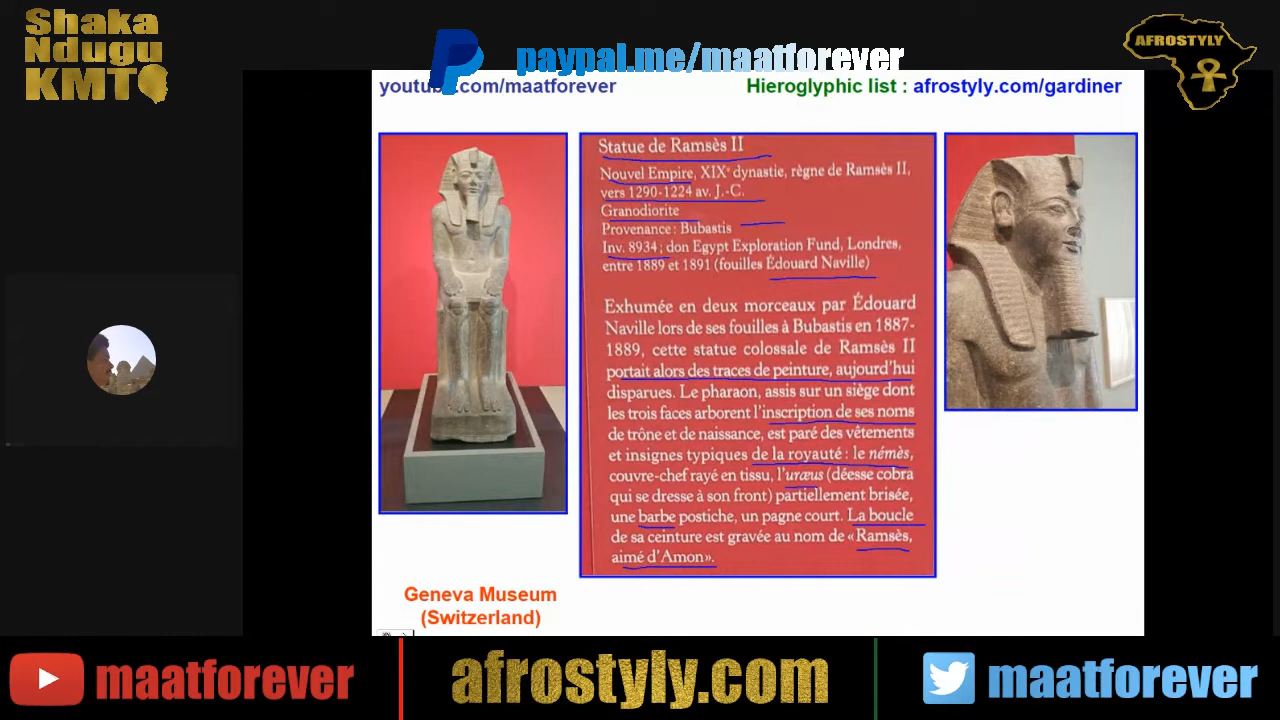 Shaka
Ndugu
KMT
paypal.me/maatforever
AFROSTYLY
youtube.com/maatforever
Hieroglyphic list : afrostyly.com/gardiner
Statue de Ramsès II
Nouvel Empire, XIXᵉ dynastie, règne de Ramsès II,
vers 1290-1224 av. J.-C.
Granodiorite
Provenance : Bubastis
Inv. 8934 ; don Egypt Exploration Fund, Londres,
entre 1889 et 1891 (fouilles Édouard Naville)
Exhumée en deux morceaux par Édouard
Naville lors de ses fouilles à Bubastis en 1887-
1889, cette statue colossale de Ramsès II
portait alors des traces de peinture, aujourd'hui
disparues. Le pharaon, assis sur un siège dont
les trois faces arborent l'inscription de ses noms
de trône et de naissance, est paré des vêtements
et insignes typiques de la royauté : le némès,
couvre-chef rayé en tissu, l'uræus (déesse cobra
qui se dresse à son front) partiellement brisée,
une barbe postiche, un pagne court. La boucle
de sa ceinture est gravée au nom de «Ramsès,
aimé d'Amon».
Geneva Museum
(Switzerland)
maatforever
afrostyly.com
maatforever